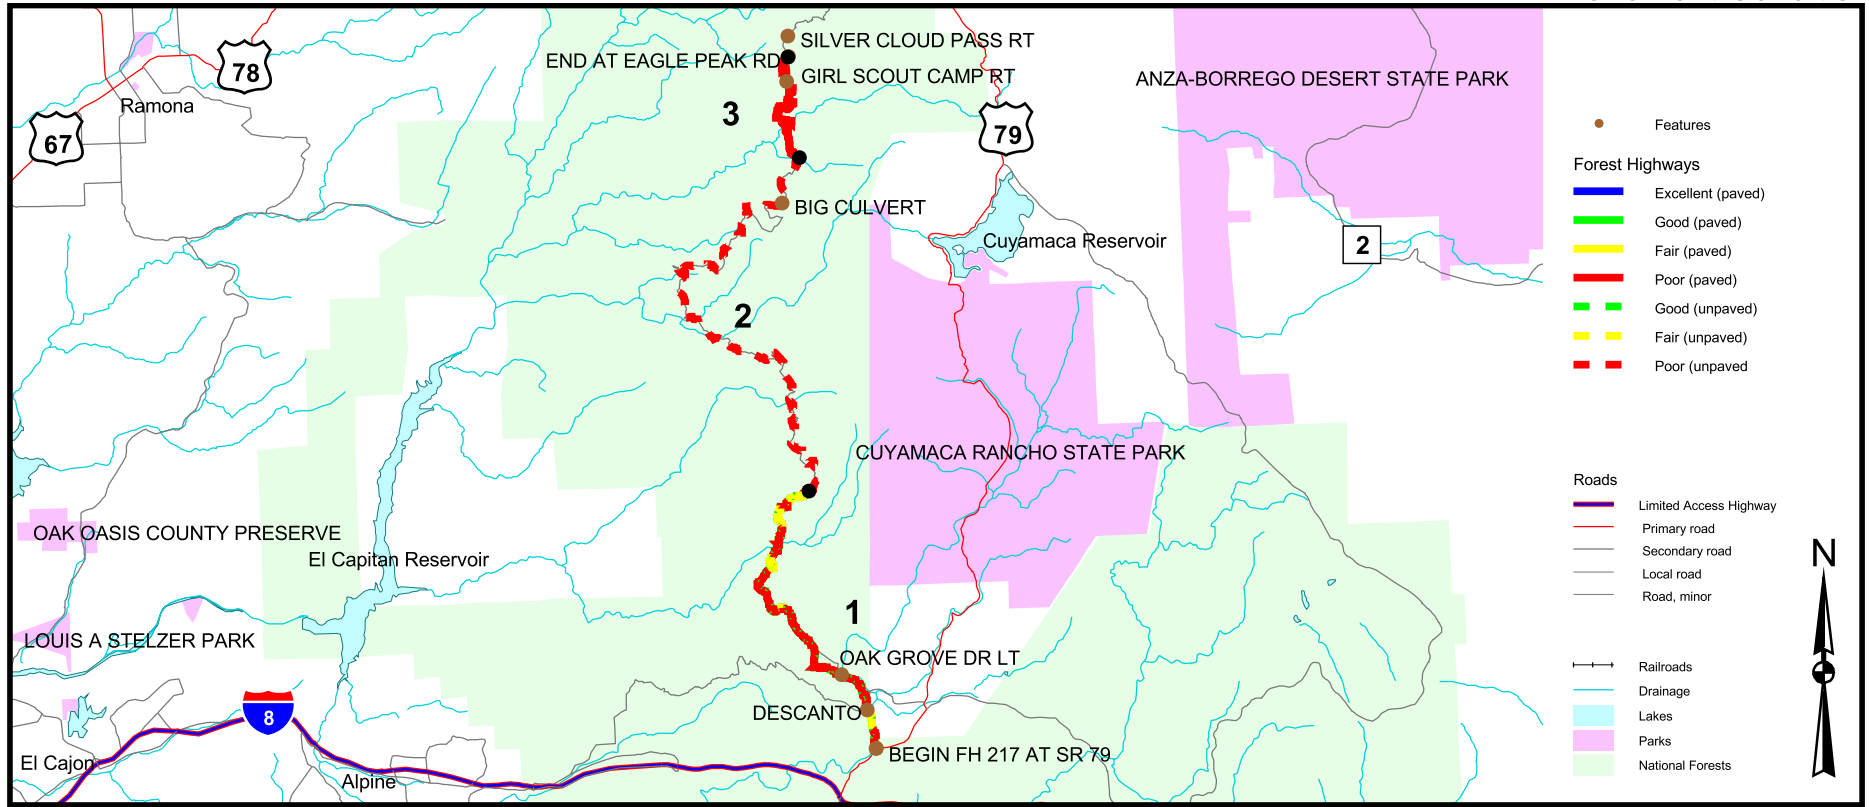 SILVER CLOUD PASS RT
END AT EAGLE PEAK RD
GIRL SCOUT CAMP RT
78
Ramona
67
3
79
ANZA-BORREGO DESERT STATE PARK
BIG CULVERT
Cuyamaca Reservoir
2
2
CUYAMACA RANCHO STATE PARK
OAK OASIS COUNTY PRESERVE
El Capitan Reservoir
1
LOUIS A STELZER PARK
OAK GROVE DR LT
DESCANTO
8
BEGIN FH 217 AT SR 79
El Cajon
Alpine
Features
Forest Highways
Excellent (paved)
Good (paved)
Fair (paved)
Poor (paved)
Good (unpaved)
Fair (unpaved)
Poor (unpaved
Roads
Limited Access Highway
Primary road
Secondary road
Local road
Road, minor
Railroads
Drainage
Lakes
Parks
National Forests
N